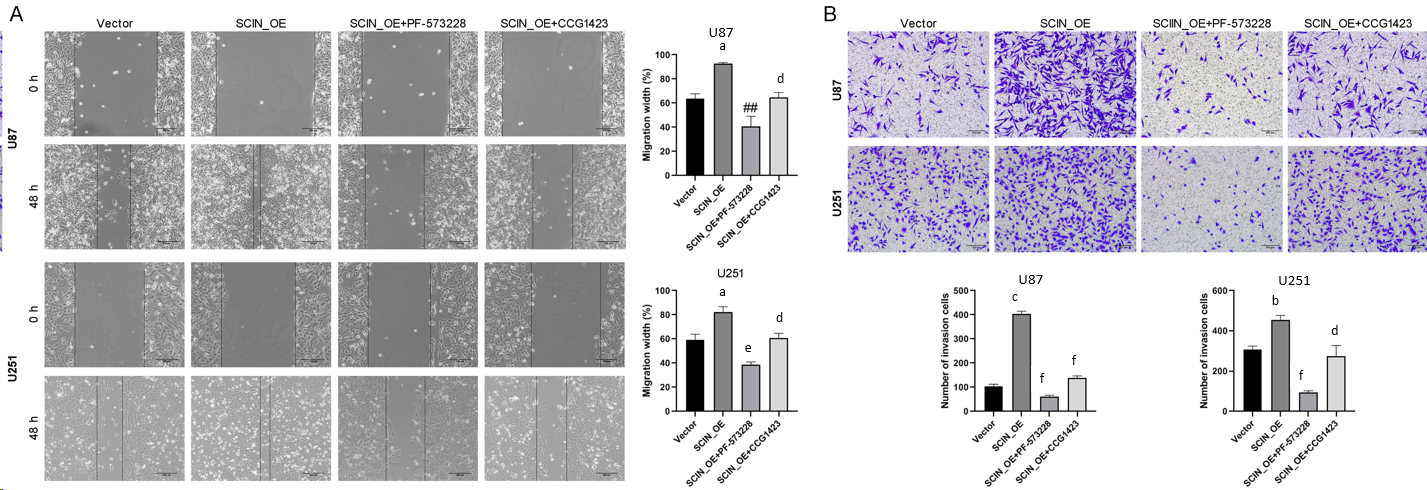 A
Vector
SCIN_OE
SCIN_OE+PF-573228
SCIN_OE+CCG1423
U87
0 h
48 h
U251
0 h
48 h
U87
Migration width (%)
100
80
60
40
20
0
a
##
d
Vector
SCIN_OE
SCIN_OE+PF-573228
SCIN_OE+CCG1423
U251
Migration width (%)
100
80
60
40
20
0
a
e
d
Vector
SCIN_OE
SCIN_OE+PF-573228
SCIN_OE+CCG1423
B
Vector
SCIN_OE
SCIN_OE+PF-573228
SCIN_OE+CCG1423
U87
U251
U87
Number of invasion cells
500
400
300
200
100
0
c
f
f
Vector
SCIN_OE
SCIN_OE+PF-573228
SCIN_OE+CCG1423
U251
Number of invasion cells
600
400
200
0
b
f
d
Vector
SCIN_OE
SCIN_OE+PF-573228
SCIN_OE+CCG1423